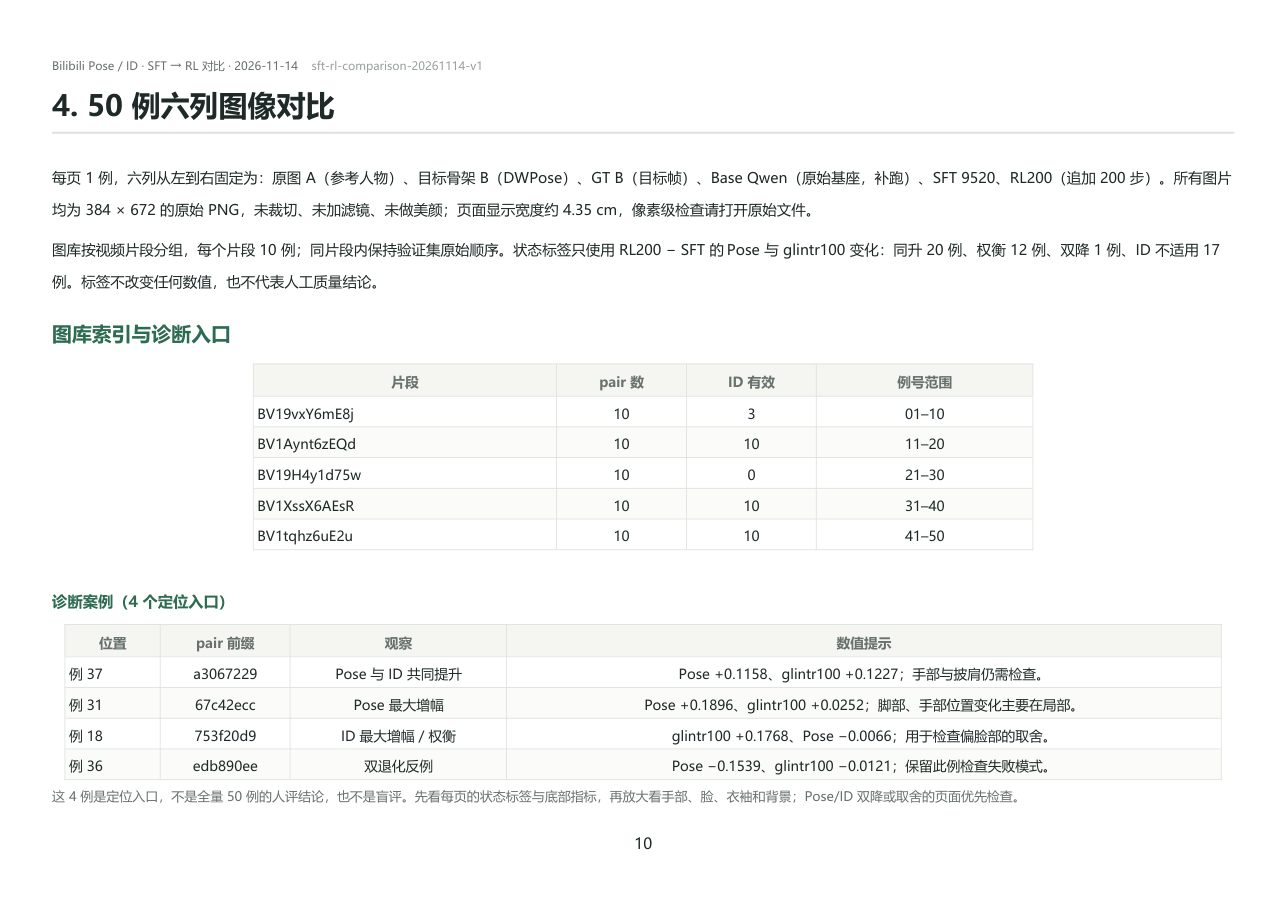 Bilibili Pose / ID · SFT → RL 对比 · 2026-11-14 sft-rl-comparison-20261114-v1
4. 50 例六列图像对比
每页 1 例，六列从左到右固定为：原图 A（参考人物）、目标骨架 B（DWPose）、GT B（目标帧）、Base Qwen（原始基座，补跑）、SFT 9520、RL200（追加 200 步）。所有图片
均为 384 × 672 的原始 PNG，未裁切、未加滤镜、未做美颜；页面显示宽度约 4.35 cm，像素级检查请打开原始文件。
图库按视频片段分组，每个片段 10 例；同片段内保持验证集原始顺序。状态标签只使用 RL200 − SFT 的 Pose 与 glintr100 变化：同升 20 例、权衡 12 例、双降 1 例、ID 不适用 17
例。标签不改变任何数值，也不代表人工质量结论。
图库索引与诊断入口
片段 pair 数 ID 有效 例号范围
BV19vxY6mE8j 10 3 01–10
BV1Aynt6zEQd 10 10 11–20
BV19H4y1d75w 10 0 21–30
BV1XssX6AEsR 10 10 31–40
BV1tqhz6uE2u 10 10 41–50
诊断案例（4 个定位入口）
位置 pair 前缀 观察 数值提示
例 37 a3067229 Pose 与 ID 共同提升 Pose +0.1158、glintr100 +0.1227；手部与披肩仍需检查。
例 31 67c42ecc Pose 最大增幅 Pose +0.1896、glintr100 +0.0252；脚部、手部位置变化主要在局部。
例 18 753f20d9 ID 最大增幅 / 权衡 glintr100 +0.1768、Pose −0.0066；用于检查偏脸部的取舍。
例 36 edb890ee 双退化反例 Pose −0.1539、glintr100 −0.0121；保留此例检查失败模式。
这 4 例是定位入口，不是全量 50 例的人评结论，也不是盲评。先看每页的状态标签与底部指标，再放大看手部、脸、衣袖和背景；Pose/ID 双降或取舍的页面优先检查。
10